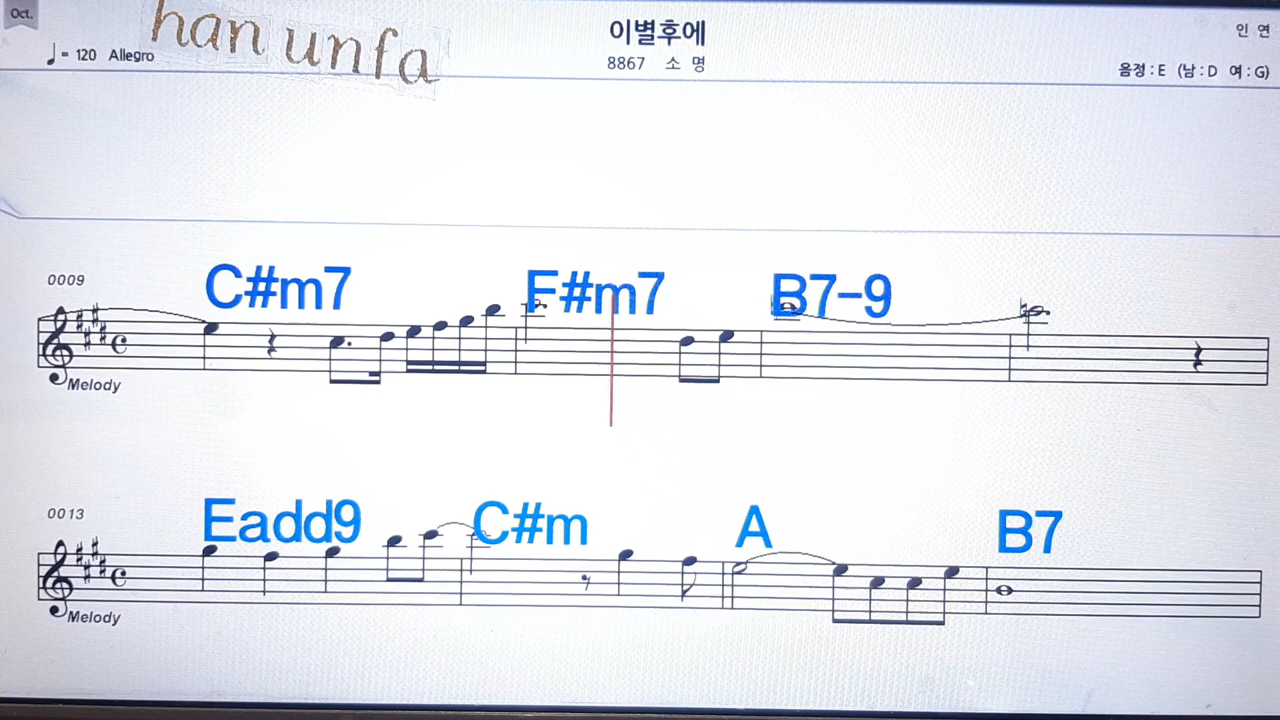 Oct.
han unfa
♩= 120 Allegro
이별후에
8867 소 명
인 연
음정 : E (남 : D 여 : G)
0009
C#m7 F#m7 B7-9
Melody
0013
Eadd9 C#m A B7
Melody